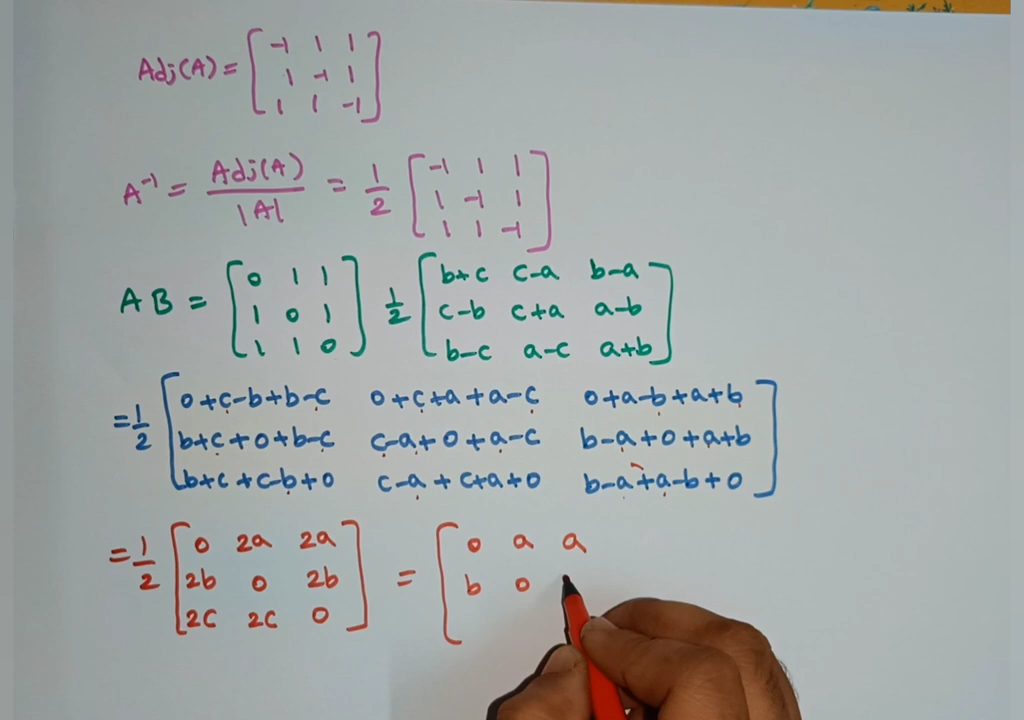 Adj(A) = [ -1 1 1
1 -1 1
1 1 -1 ]
A⁻¹ = Adj(A) / |A| = 1/2 [ -1 1 1
1 -1 1
1 1 -1 ]
AB = [ 0 1 1 1/2 [ b+c c-a b-a
1 0 1 c-b c+a a-b
1 1 0 ] b-c a-c a+b ]
= 1/2 [ 0+c-b+b-c 0+c+a+a-c 0+a-b+a+b
b+c+0+b-c c-a+0+a-c b-a+0+a+b
b+c+c-b+0 c-a+c+a+0 b-a+a-b+0 ]
= 1/2 [ 0 2a 2a = [ 0 a a
2b 0 2b b 0
2c 2c 0 ]